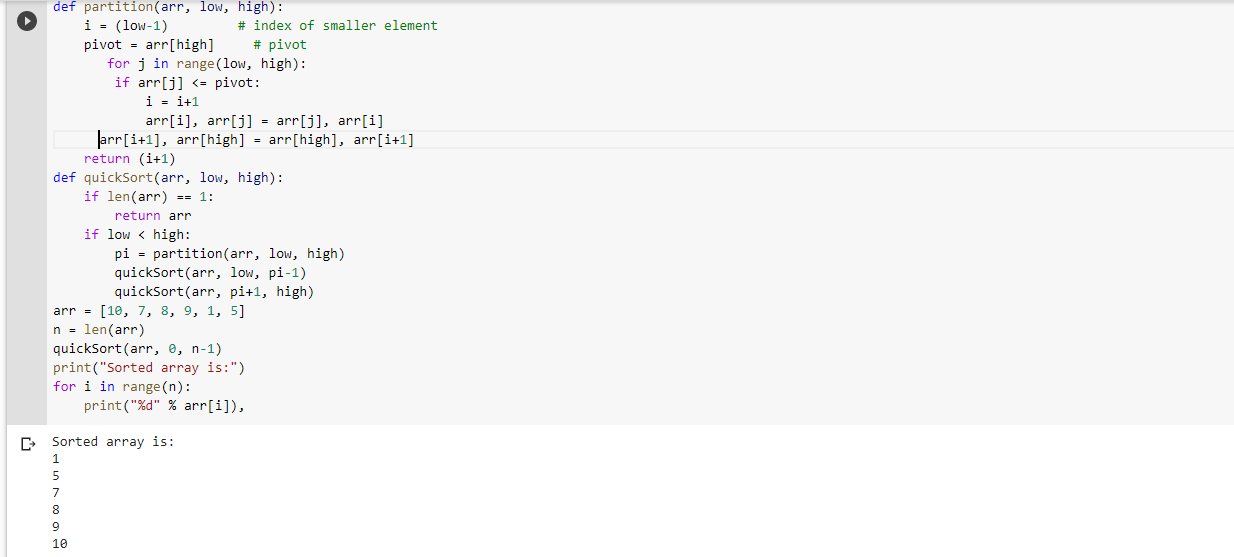 def partition(arr, low, high):
    i = (low-1)         # index of smaller element
    pivot = arr[high]     # pivot
       for j in range(low, high):
        if arr[j] <= pivot:
            i = i+1
            arr[i], arr[j] = arr[j], arr[i]
      arr[i+1], arr[high] = arr[high], arr[i+1]
    return (i+1)
def quickSort(arr, low, high):
    if len(arr) == 1:
        return arr
    if low < high:
        pi = partition(arr, low, high)
        quickSort(arr, low, pi-1)
        quickSort(arr, pi+1, high)
arr = [10, 7, 8, 9, 1, 5]
n = len(arr)
quickSort(arr, 0, n-1)
print("Sorted array is:")
for i in range(n):
    print("%d" % arr[i]),
Sorted array is:
1
5
7
8
9
10